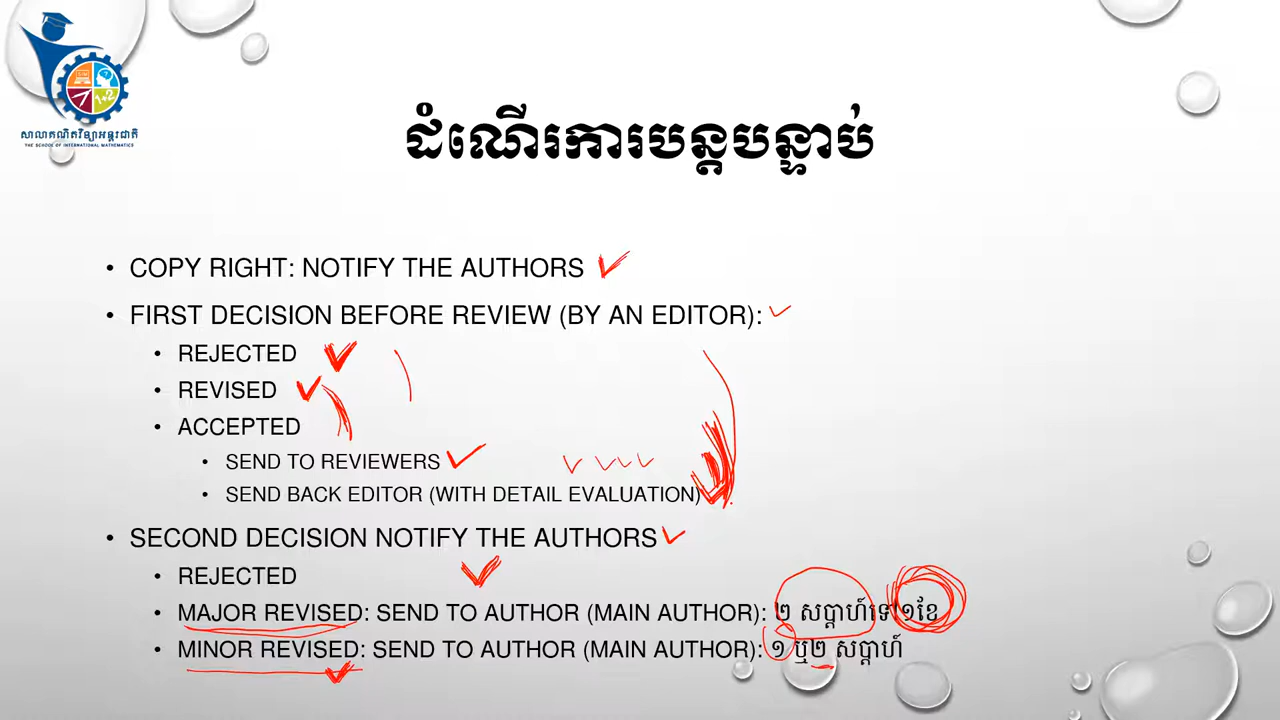 សាលាគណិតវិទ្យាអន្តរជាតិ
THE SCHOOL OF INTERNATIONAL MATHEMATICS
ដំណើរការបន្តបន្ទាប់
• COPY RIGHT: NOTIFY THE AUTHORS
• FIRST DECISION BEFORE REVIEW (BY AN EDITOR):
• REJECTED
• REVISED
• ACCEPTED
• SEND TO REVIEWERS
• SEND BACK EDITOR (WITH DETAIL EVALUATION)
• SECOND DECISION NOTIFY THE AUTHORS
• REJECTED
• MAJOR REVISED: SEND TO AUTHOR (MAIN AUTHOR): ២ សប្តាហ៍ទៅ១ខែ
• MINOR REVISED: SEND TO AUTHOR (MAIN AUTHOR): ១ ឬ២ សប្តាហ៍